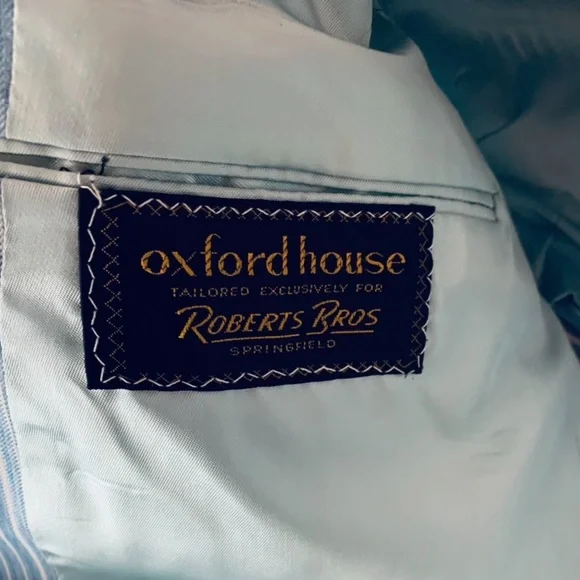 oxford house
TAILORED EXCLUSIVELY FOR
ROBERTS BROS
SPRINGFIELD